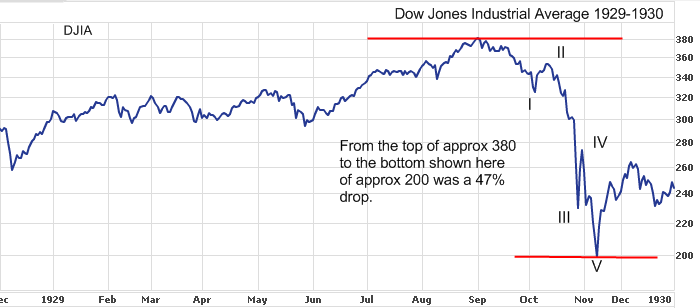 Dow Jones Industrial Average 1929-1930
DJIA
380
360
340
320
300
280
260
240
220
200
II
I
IV
III
V
From the top of approx 380
to the bottom shown here
of approx 200 was a 47%
drop.
ec 1929 Feb Mar Apr May Jun Jul Aug Sep Oct Nov Dec 1930